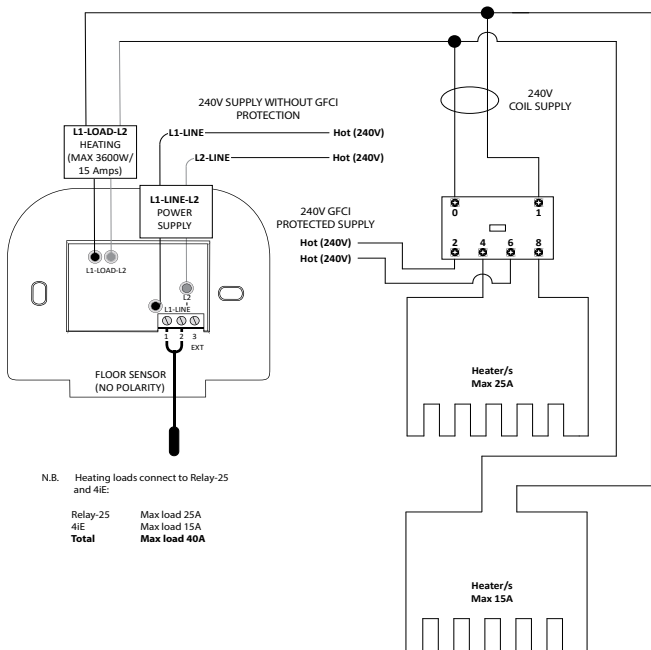 240V SUPPLY WITHOUT GFCI
PROTECTION
L1-LINE
Hot (240V)
L2-LINE
Hot (240V)
240V
COIL SUPPLY
L1-LOAD-L2
HEATING
(MAX 3600W/
15 Amps)
L1-LINE-L2
POWER
SUPPLY
240V GFCI
PROTECTED SUPPLY
Hot (240V)
Hot (240V)
0 1
2 4 6 8
L1-LOAD-L2
L2
L1-LINE
1 2 3
EXT
FLOOR SENSOR
(NO POLARITY)
Heater/s
Max 25A
N.B. Heating loads connect to Relay-25
and 4iE:
Relay-25 Max load 25A
4iE Max load 15A
Total Max load 40A
Heater/s
Max 15A